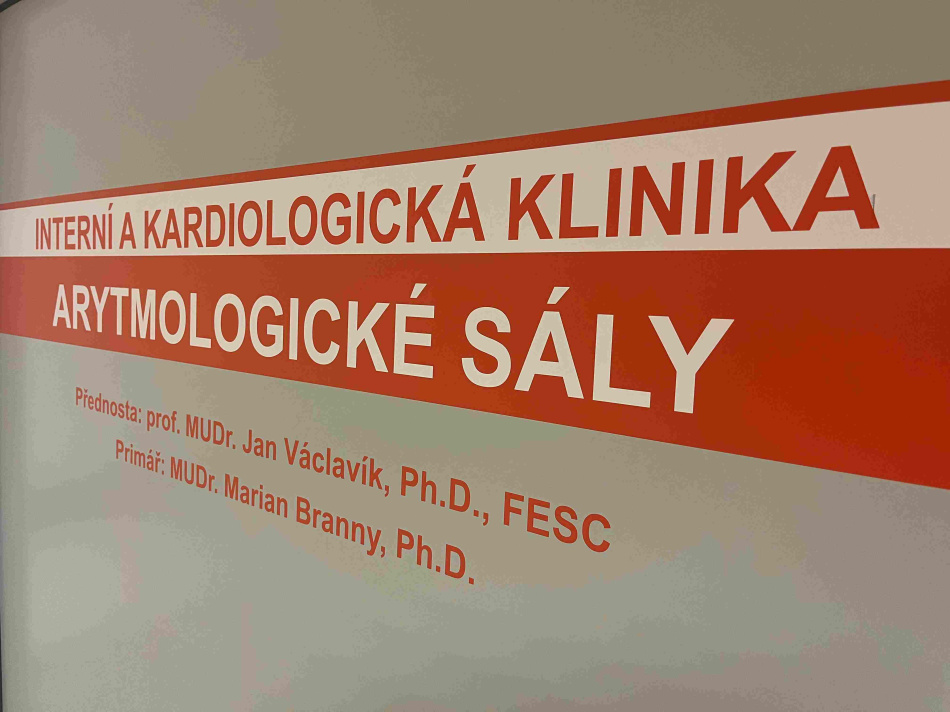 INTERNÍ A KARDIOLOGICKÁ KLINIKA
ARYTMOLOGICKÉ SÁLY
Přednosta: prof. MUDr. Jan Václavík, Ph.D., FESC
Primář: MUDr. Marian Branny, Ph.D.